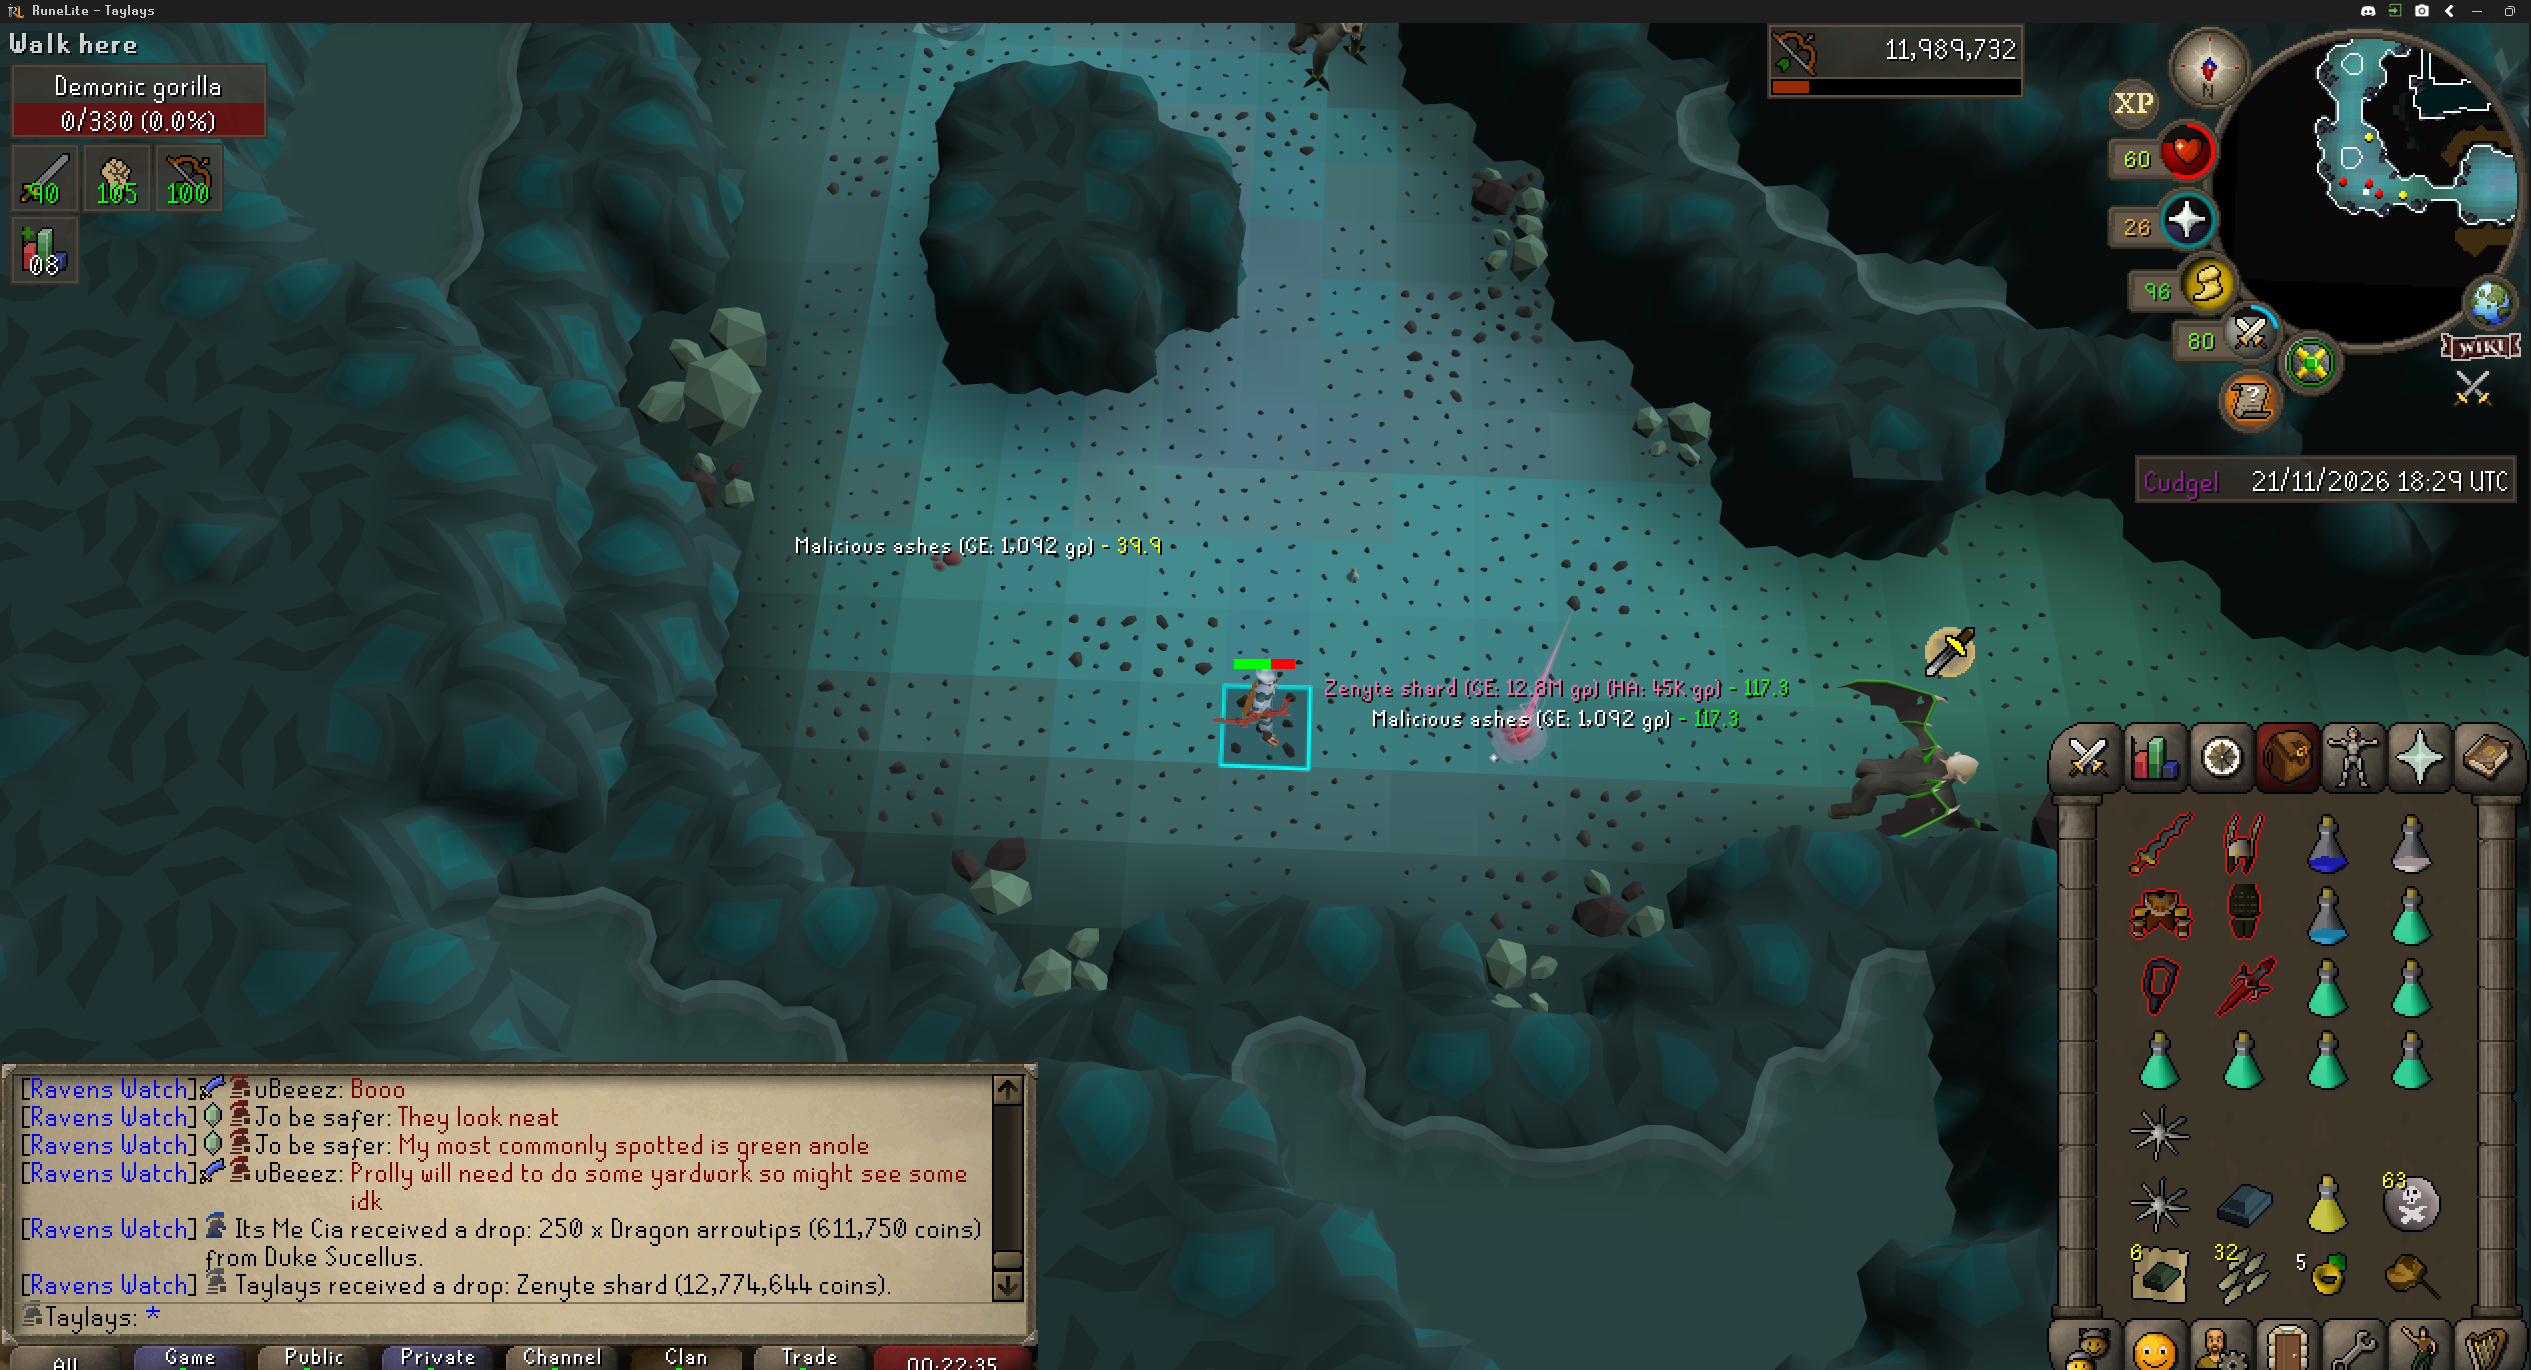 RuneLite - Taylays
Walk here
Demonic gorilla
0/380 (0.0%)
90
105
100
08
11,989,732
XP
N
60
26
96
80
WIKI
Cudgel 21/11/2026 18:29 UTC
Malicious ashes (GE: 1,092 gp) - 39.9
Zenyte shard (GE: 12.8M gp) (HA: 45K gp) - 117.3
Malicious ashes (GE: 1,092 gp) - 117.3
63
6
32
5
[Ravens Watch] uBeeez: Booo
[Ravens Watch] Jo be safer: They look neat
[Ravens Watch] Jo be safer: My most commonly spotted is green anole
[Ravens Watch] uBeeez: Prolly will need to do some yardwork so might see some
idk
[Ravens Watch] Its Me Cia received a drop: 250 x Dragon arrowtips (611,750 coins)
from Duke Sucellus.
[Ravens Watch] Taylays received a drop: Zenyte shard (12,774,644 coins).
Taylays: *
All Game Public Private Channel Clan Trade 00:22:35